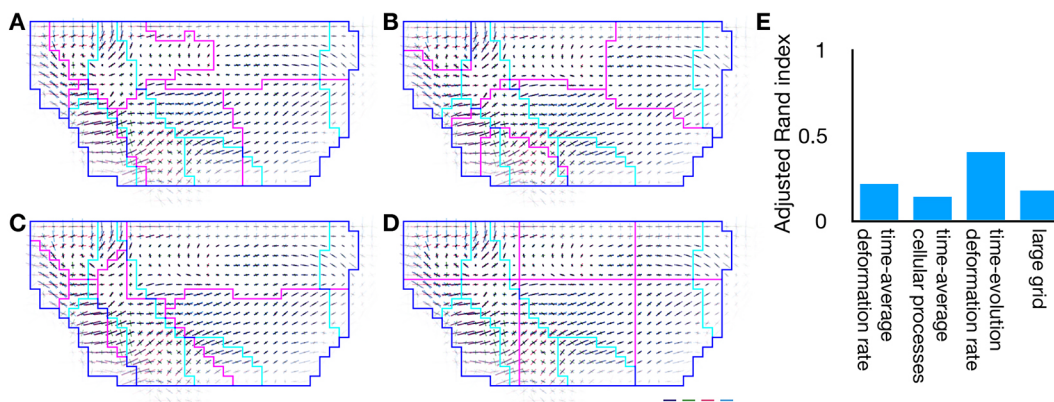 A
B
C
D
E
Adjusted Rand index
1
0.5
0
time-average
deformation rate
time-average
cellular processes
time-evolution
deformation rate
large grid